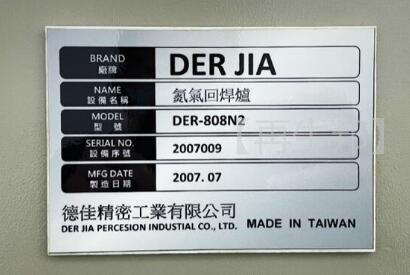 BRAND DER JIA
廠牌
NAME 氮氣回焊爐
設備名稱
MODEL DER-808N2
型號
SERIAL NO. 2007009
設備序號
MFG DATE 2007.07
製造日期
德佳精密工業有限公司
DER JIA PERCESION INDUSTIAL CO., LTD. MADE IN TAIWAN